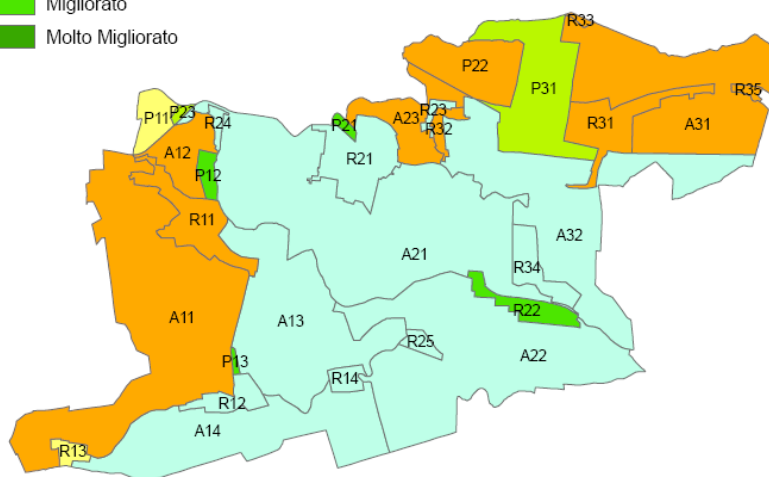 Migliorato
Molto Migliorato
R33
P22
P31
R35
P11
P23
R24
P21
A23
R23
R32
R31
A31
A12
R21
P12
R11
A32
A21
R34
A11
A13
R22
R25
A22
P13
R14
R12
A14
R13